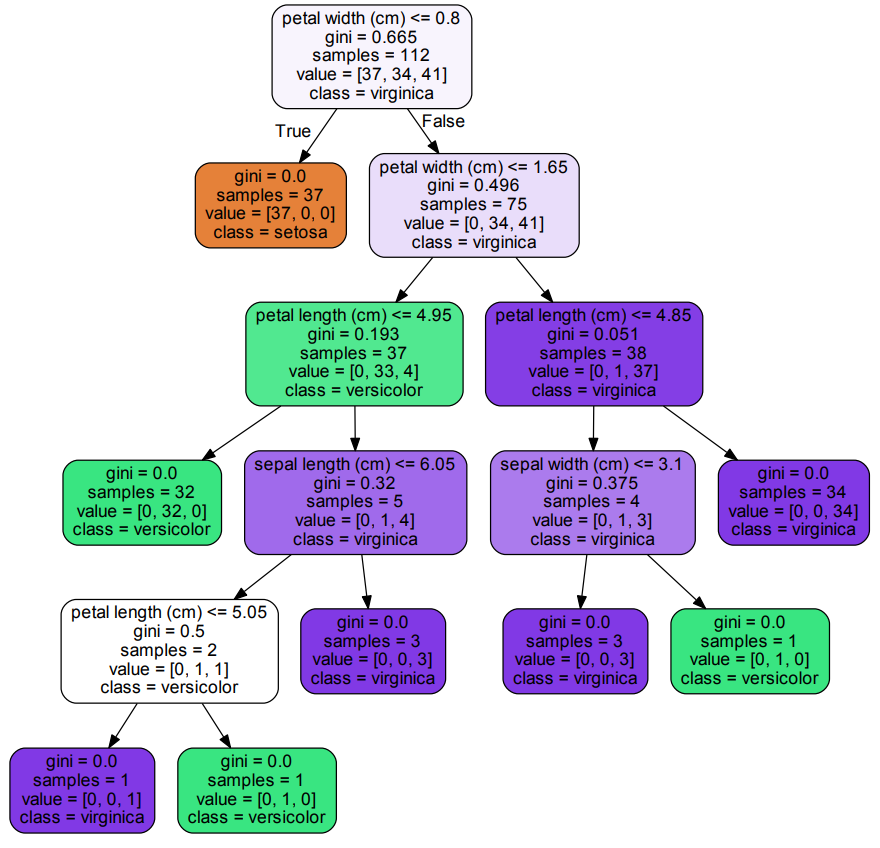 petal width (cm) <= 0.8
gini = 0.665
samples = 112
value = [37, 34, 41]
class = virginica
True
False
gini = 0.0
samples = 37
value = [37, 0, 0]
class = setosa
petal width (cm) <= 1.65
gini = 0.496
samples = 75
value = [0, 34, 41]
class = virginica
petal length (cm) <= 4.95
gini = 0.193
samples = 37
value = [0, 33, 4]
class = versicolor
petal length (cm) <= 4.85
gini = 0.051
samples = 38
value = [0, 1, 37]
class = virginica
gini = 0.0
samples = 32
value = [0, 32, 0]
class = versicolor
sepal length (cm) <= 6.05
gini = 0.32
samples = 5
value = [0, 1, 4]
class = virginica
sepal width (cm) <= 3.1
gini = 0.375
samples = 4
value = [0, 1, 3]
class = virginica
gini = 0.0
samples = 34
value = [0, 0, 34]
class = virginica
petal length (cm) <= 5.05
gini = 0.5
samples = 2
value = [0, 1, 1]
class = versicolor
gini = 0.0
samples = 3
value = [0, 0, 3]
class = virginica
gini = 0.0
samples = 3
value = [0, 0, 3]
class = virginica
gini = 0.0
samples = 1
value = [0, 1, 0]
class = versicolor
gini = 0.0
samples = 1
value = [0, 0, 1]
class = virginica
gini = 0.0
samples = 1
value = [0, 1, 0]
class = versicolor